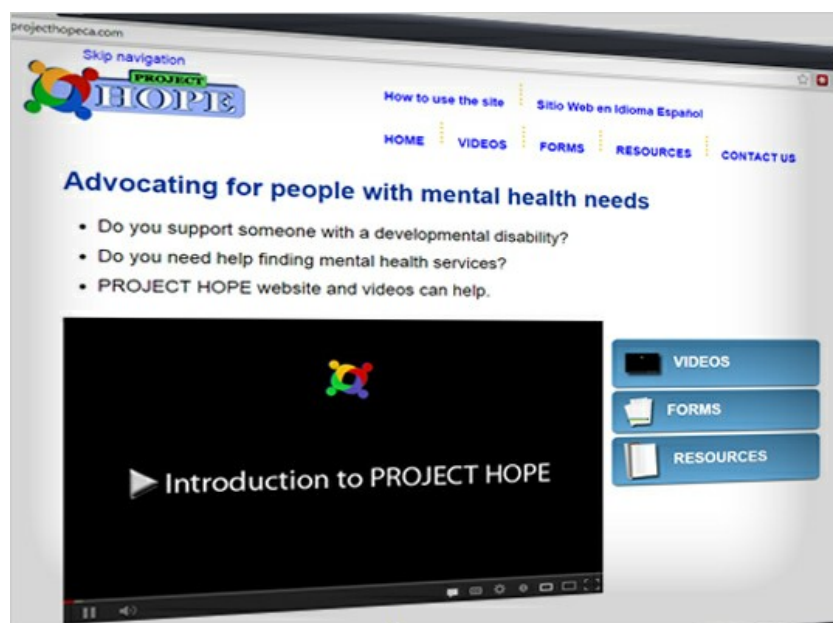 projecthopeca.com
Skip navigation
PROJECT
HOPE
How to use the site
Sitio Web en Idioma Español
HOME
VIDEOS
FORMS
RESOURCES
CONTACT US
Advocating for people with mental health needs
• Do you support someone with a developmental disability?
• Do you need help finding mental health services?
• PROJECT HOPE website and videos can help.
Introduction to PROJECT HOPE
VIDEOS
FORMS
RESOURCES